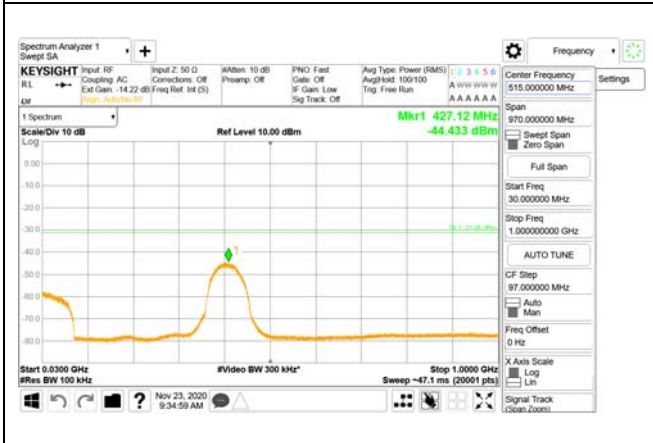 Spectrum Analyzer 1
Swept SA
+
Frequency
KEYSIGHT
RL
Input: RF
Coupling: AC
Ext Gain: -14.22 dB
Align: Auto/No RF
Input Z: 50 Ω
Corrections: Off
Freq Ref: Int (S)
#Atten: 10 dB
Preamp: Off
PNO: Fast
Gate: Off
IF Gain: Low
Sig Track: Off
Avg Type: Power (RMS)
Avg|Hold: 100/100
Trig: Free Run
1 2 3 4 5 6
A W W W W W
A A A A A A
1 Spectrum
Scale/Div 10 dB
Log
Ref Level 10.00 dBm
Mkr1 427.12 MHz
-44.433 dBm
0.00
-10.0
-20.0
-30.0
-40.0
-50.0
-60.0
-70.0
-80.0
1
Start 0.0300 GHz
#Res BW 100 kHz
#Video BW 300 kHz*
Stop 1.0000 GHz
Sweep ~47.1 ms (20001 pts)
?
Nov 23, 2020
9:34:59 AM
Center Frequency
515.000000 MHz
Settings
Span
970.000000 MHz
Swept Span
Zero Span
Full Span
Start Freq
30.000000 MHz
Stop Freq
1.000000000 GHz
AUTO TUNE
CF Step
97.000000 MHz
Auto
Man
Freq Offset
0 Hz
X Axis Scale
Log
Lin
Signal Track
(Span Zoom)